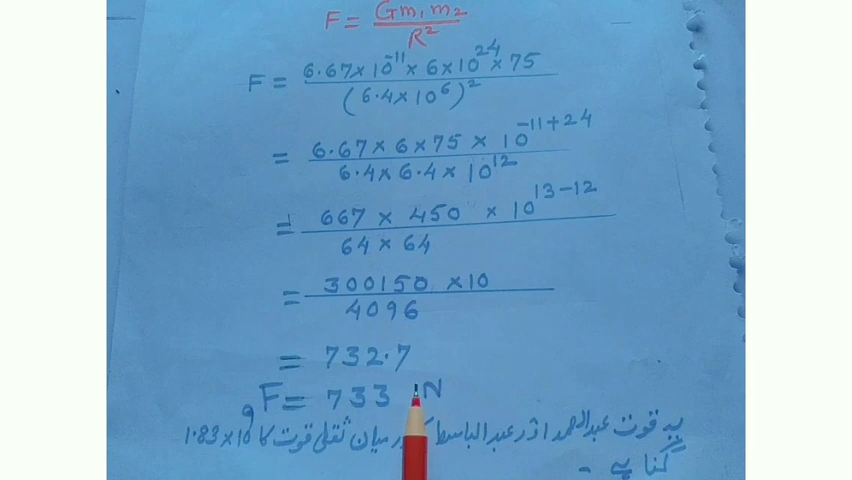 F = Gm₁m₂ / R²
F = 6.67×10⁻¹¹×6×10²⁴×75 / (6.4×10⁶)²
= 6.67×6×75×10⁻¹¹⁺²⁴ / 6.4×6.4×10¹²
= 667×450×10¹³⁻¹² / 64×64
= 300150×10 / 4096
= 732.7
F = 733 N
یہ قوت عبدالحمد اور عبدالباسط درمیان ثقلی قوت کا 1.83×10⁹
گنا ہے -